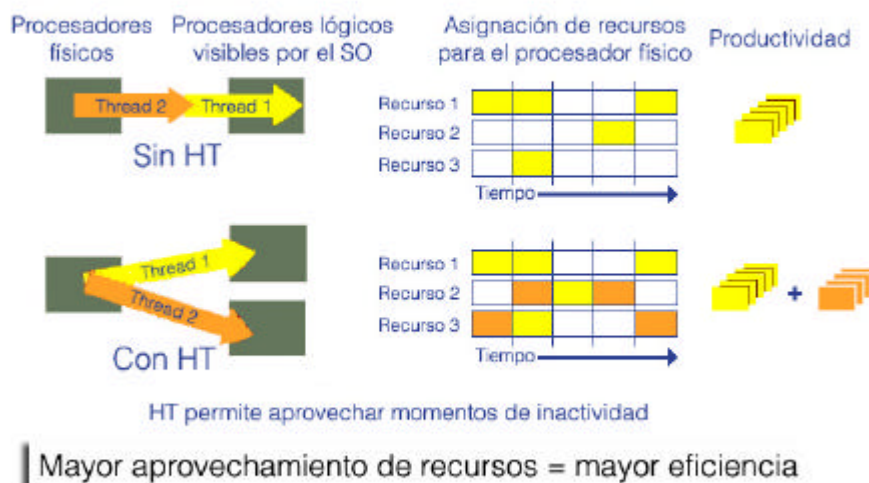 Procesadores físicos
Procesadores lógicos visibles por el SO
Asignación de recursos para el procesador físico
Productividad
Thread 2
Thread 1
Sin HT
Recurso 1
Recurso 2
Recurso 3
Tiempo
Thread 1
Thread 2
Con HT
Recurso 1
Recurso 2
Recurso 3
Tiempo
+
HT permite aprovechar momentos de inactividad
Mayor aprovechamiento de recursos = mayor eficiencia